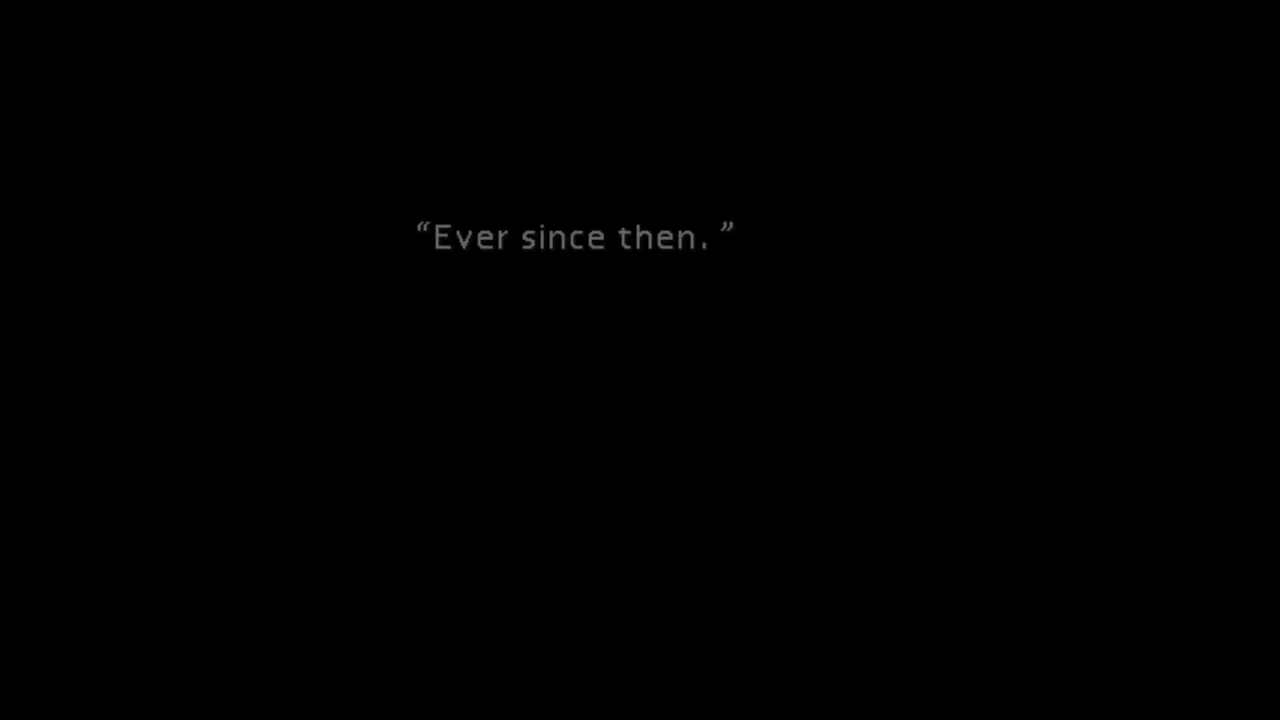 “Ever since then. ”